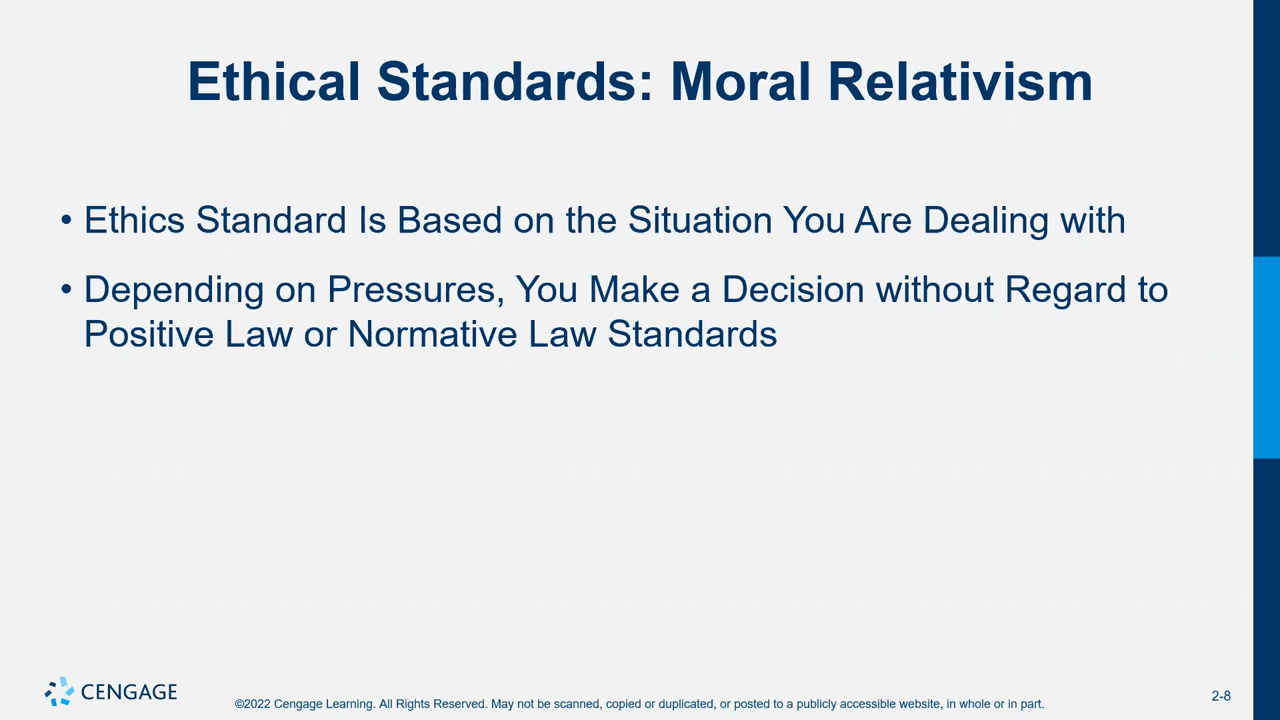 Ethical Standards: Moral Relativism
• Ethics Standard Is Based on the Situation You Are Dealing with
• Depending on Pressures, You Make a Decision without Regard to
Positive Law or Normative Law Standards
CENGAGE
©2022 Cengage Learning. All Rights Reserved. May not be scanned, copied or duplicated, or posted to a publicly accessible website, in whole or in part.
2-8